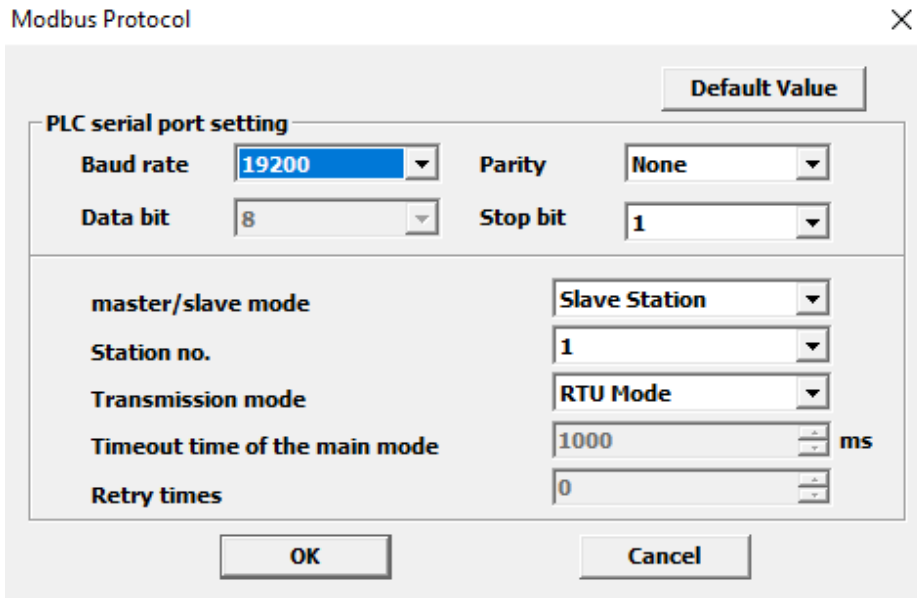 Modbus Protocol
Default Value
PLC serial port setting
Baud rate 19200 Parity None
Data bit 8 Stop bit 1
master/slave mode Slave Station
Station no. 1
Transmission mode RTU Mode
Timeout time of the main mode 1000 ms
Retry times 0
OK Cancel